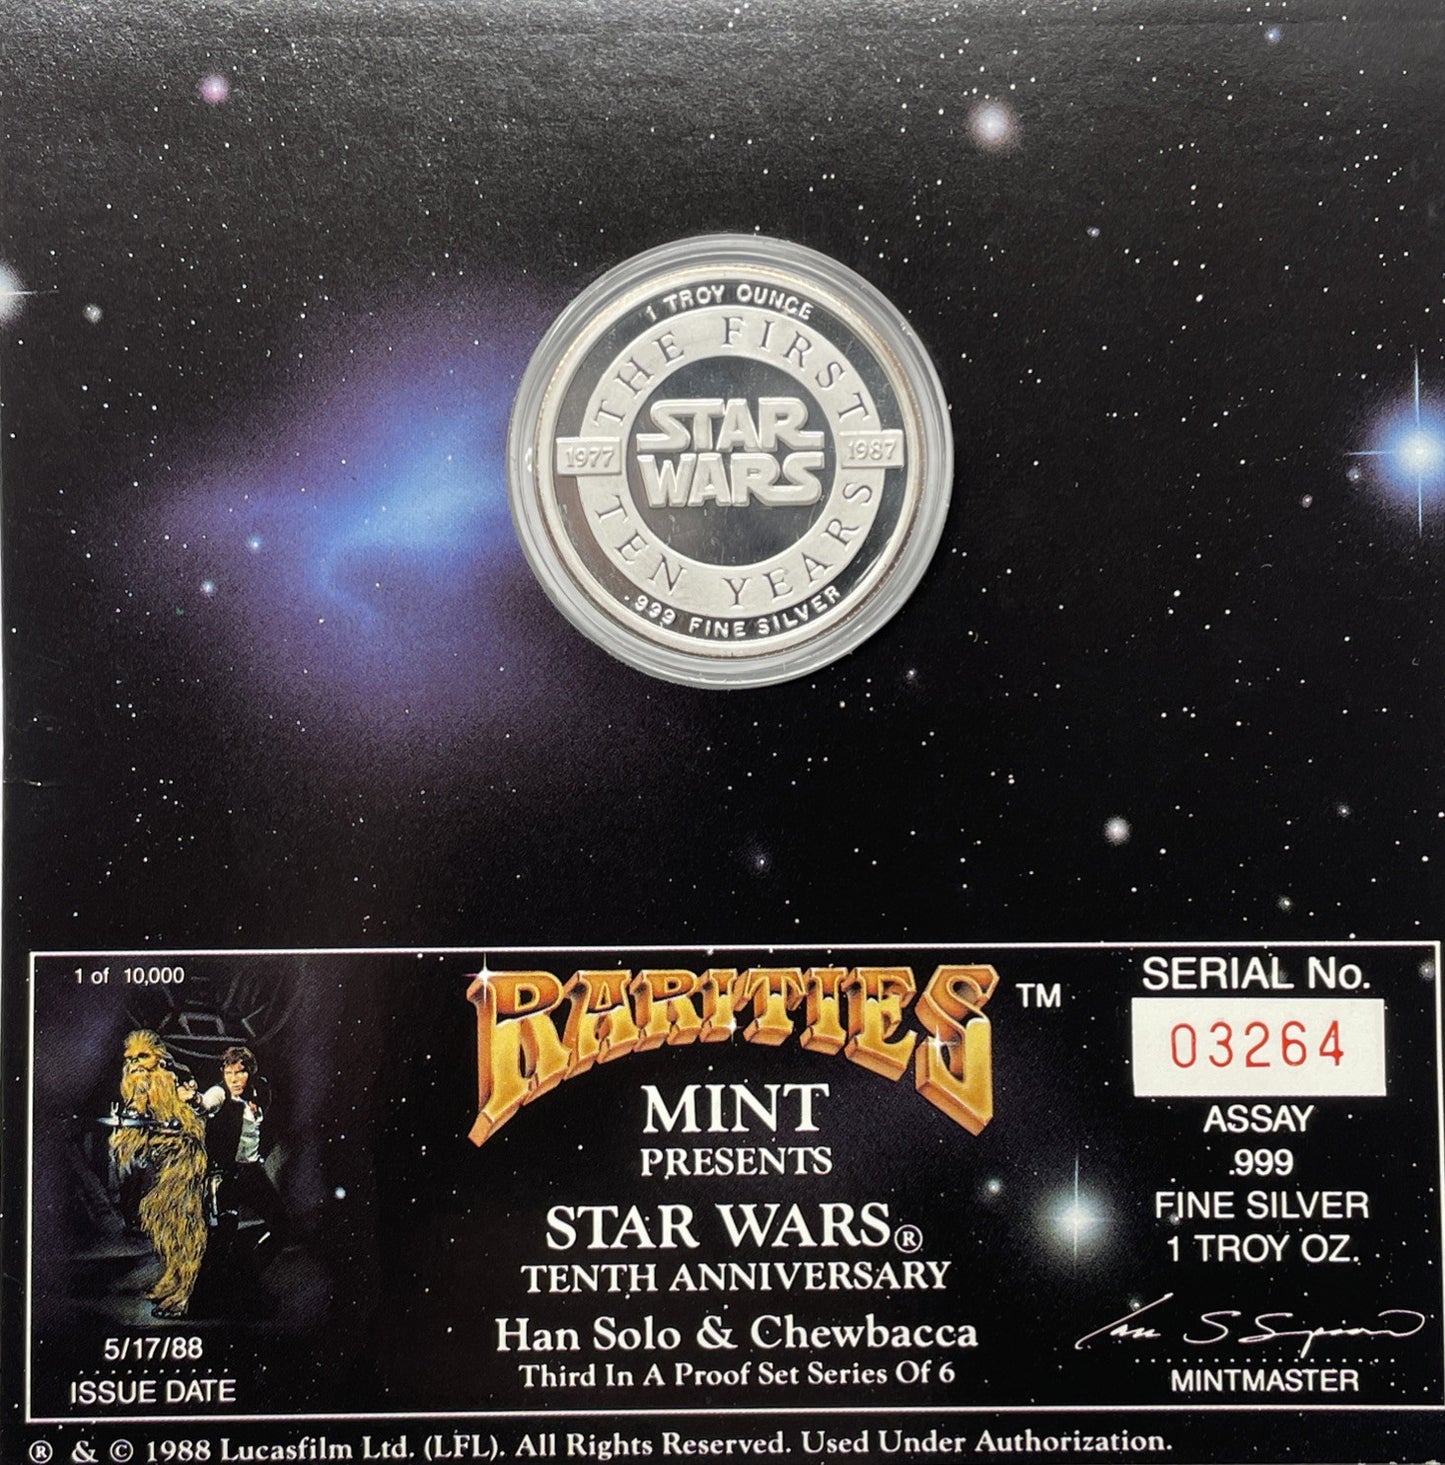 1 TROY OUNCE
THE FIRST
1977
STAR
WARS
1987
TEN YEARS
.999 FINE SILVER
1 of 10,000
RARITIES™
MINT
PRESENTS
STAR WARS®
TENTH ANNIVERSARY
Han Solo & Chewbacca
Third In A Proof Set Series Of 6
5/17/88
ISSUE DATE
SERIAL No.
03264
ASSAY
.999
FINE SILVER
1 TROY OZ.
MINTMASTER
® & © 1988 Lucasfilm Ltd. (LFL). All Rights Reserved. Used Under Authorization.